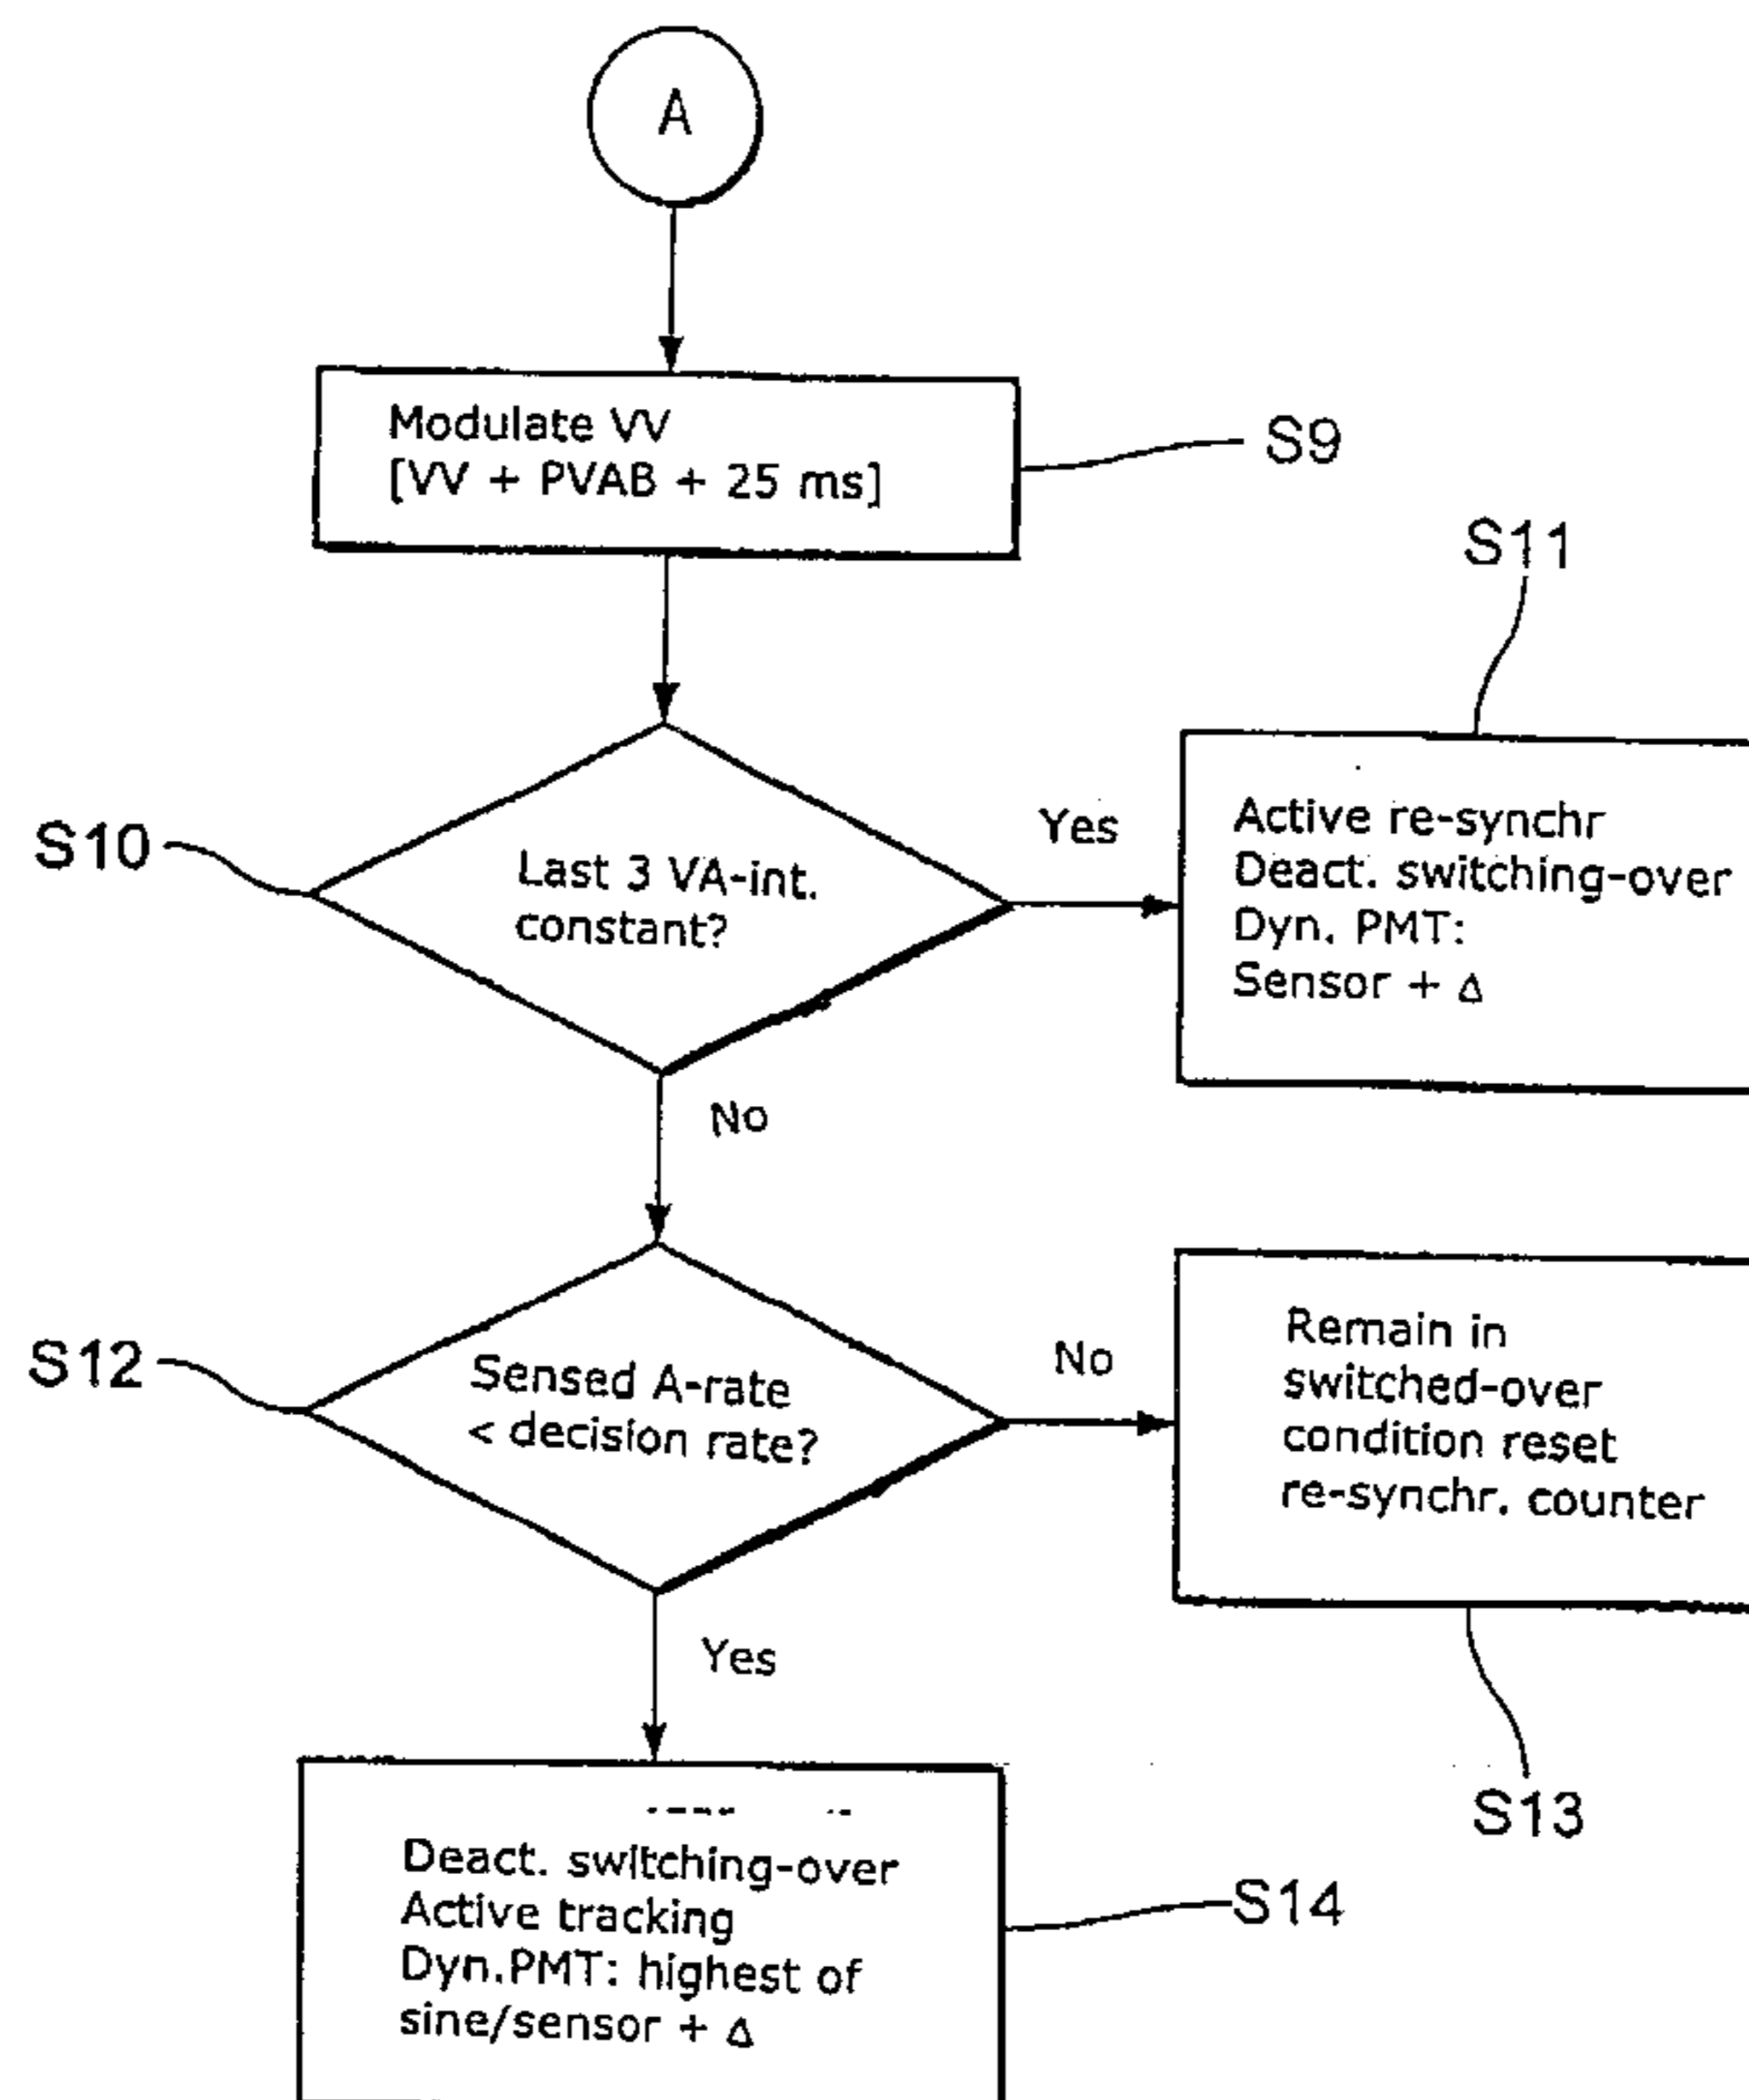 A
Modulate VV
[VV + PVAB + 25 ms]
S9
S11
S10
Last 3 VA-int.
constant?
Yes
Active re-synchr
Deact. switching-over
Dyn. PMT:
Sensor + Δ
No
S12
Sensed A-rate
< decision rate?
No
Remain in
switched-over
condition reset
re-synchr. counter
Yes
S13
Deact. switching-over
Active tracking
Dyn.PMT: highest of
sine/sensor + Δ
S14